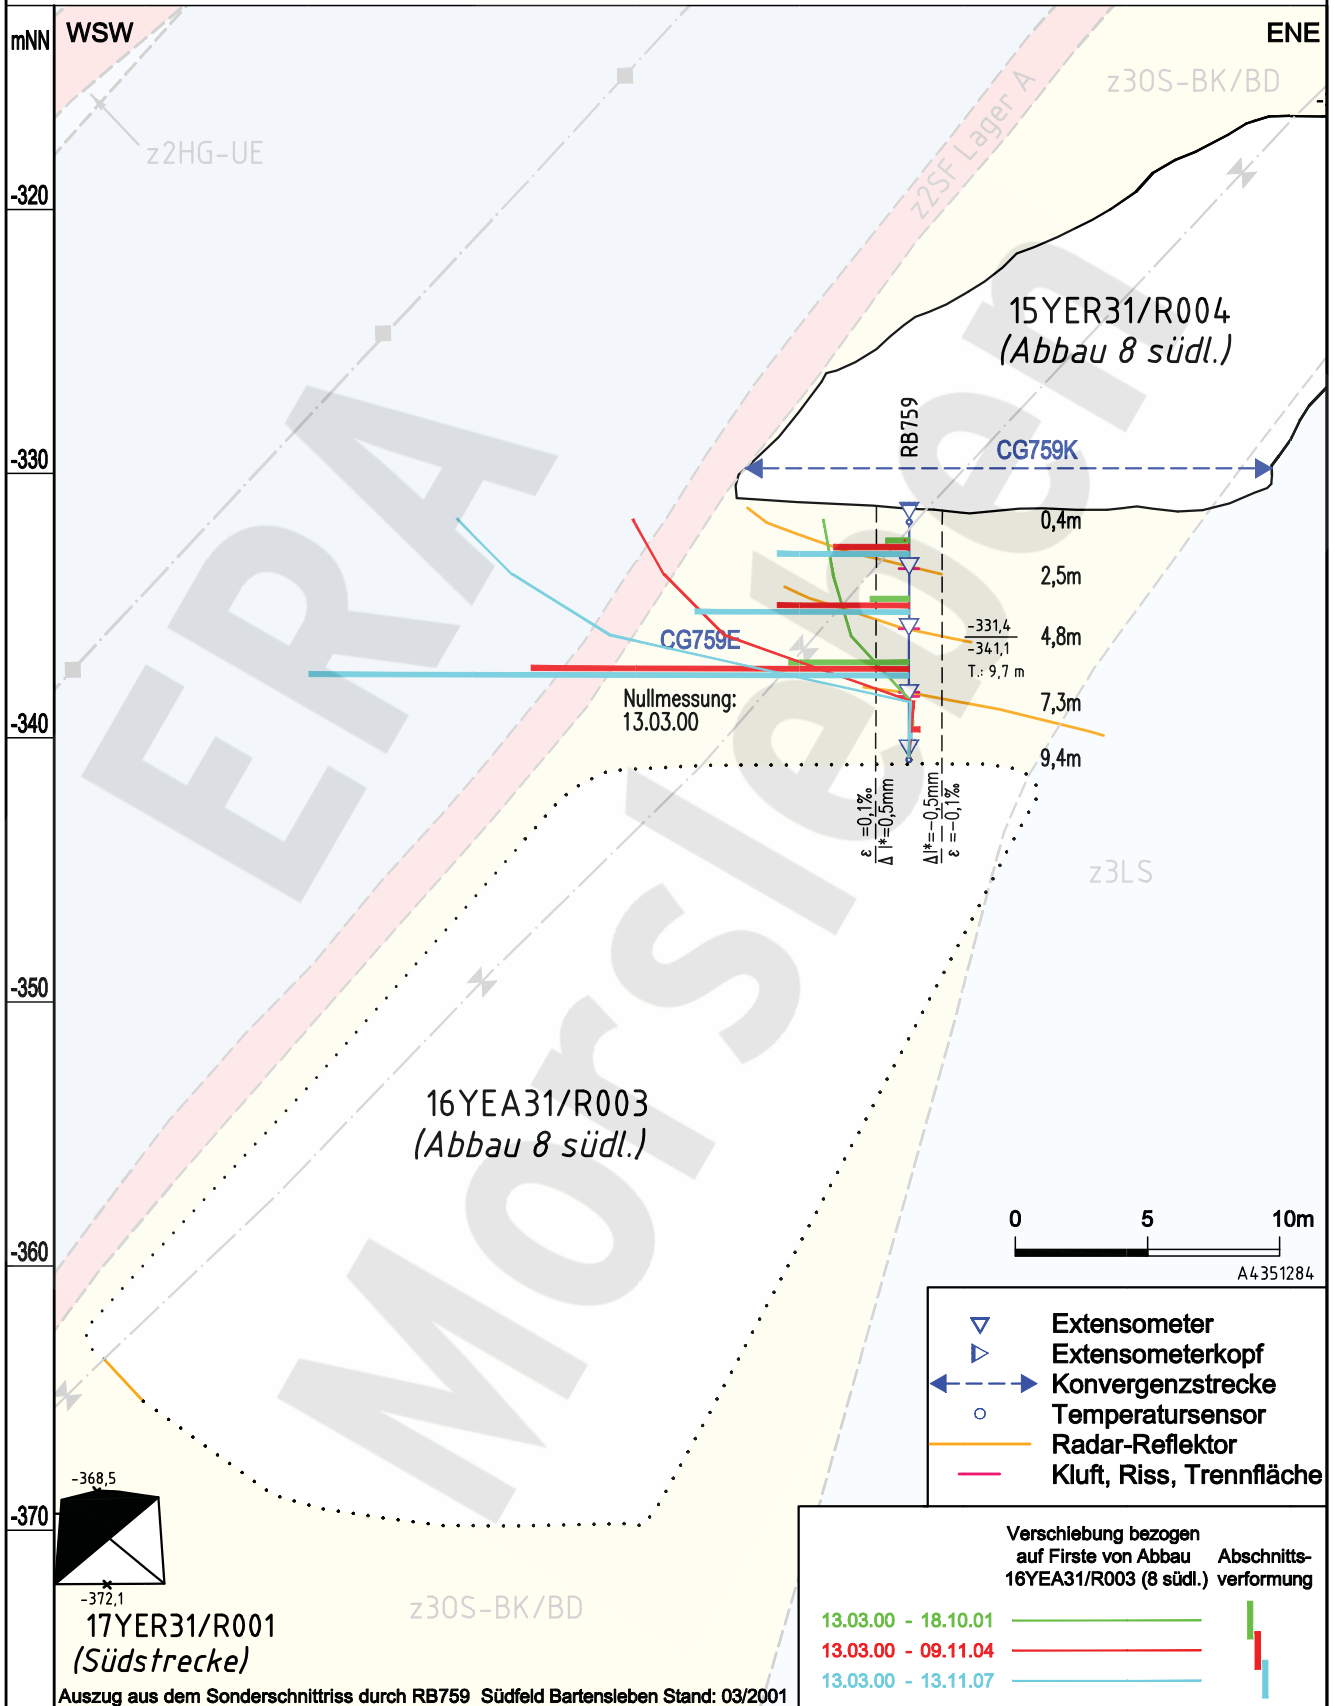 mNN
WSW
ENE
z3OS-BK/BD
z2HG-UE
z2SF Lager A
-320
15YER31/R004
(Abbau 8 südl.)
RB759
CG759K
-330
0,4m
2,5m
CG759E
-331,4
-341,1
T.: 9,7 m
4,8m
Nullmessung:
13.03.00
7,3m
-340
9,4m
ε =0,1‰
Δ l*=0,5mm
Δl*=-0,5mm
ε =-0,1‰
z3LS
-350
16YEA31/R003
(Abbau 8 südl.)
ERA Morsleben
0 5 10m
-360
A4351284
Extensometer
Extensometerkopf
Konvergenzstrecke
Temperatursensor
Radar-Reflektor
Kluft, Riss, Trennfläche
-368,5
-370
-372,1
17YER31/R001
(Südstrecke)
z3OS-BK/BD
Verschiebung bezogen
auf Firste von Abbau
16YEA31/R003 (8 südl.)
Abschnitts-
verformung
13.03.00 - 18.10.01
13.03.00 - 09.11.04
13.03.00 - 13.11.07
Auszug aus dem Sonderschnittriss durch RB759 Südfeld Bartensleben Stand: 03/2001